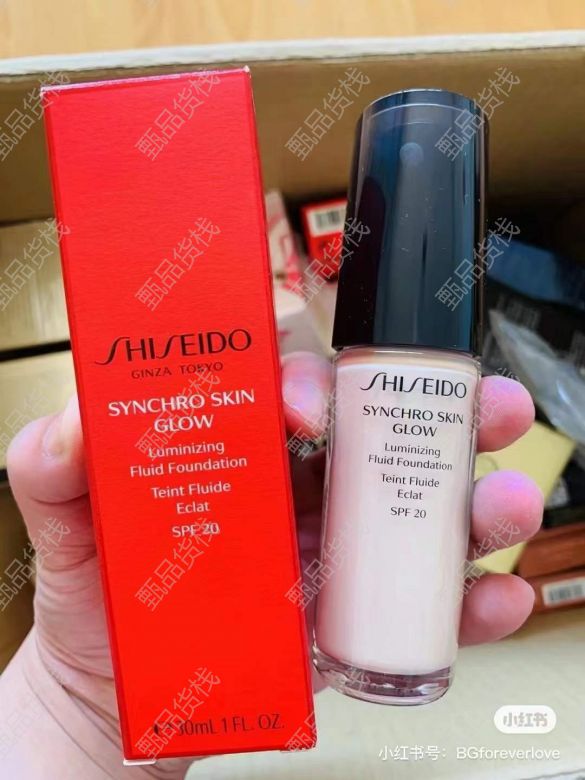 SHISEIDO
GINZA TOKYO
SYNCHRO SKIN
GLOW
Luminizing
Fluid Foundation
Teint Fluide
Eclat
SPF 20
30mL 1 FL. OZ.
SHISEIDO
SYNCHRO SKIN
GLOW
Luminizing
Fluid Foundation
Teint Fluide
Eclat
SPF 20
甄品货栈
小红书
小红书号：BGforeverlove